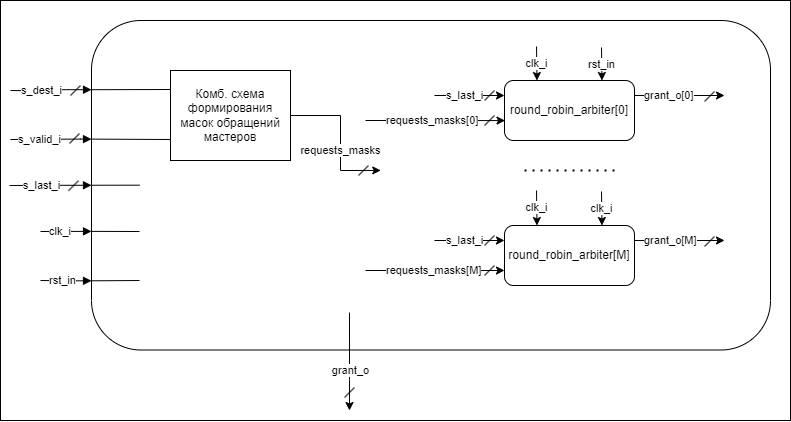 clk_i
rst_in
s_dest_i
Комб. схема
формирования
масок обращений
мастеров
s_last_i
round_robin_arbiter[0]
grant_o[0]
requests_masks[0]
s_valid_i
requests_masks
s_last_i
clk_i
clk_i
clk_i
s_last_i
round_robin_arbiter[M]
grant_o[M]
requests_masks[M]
rst_in
grant_o